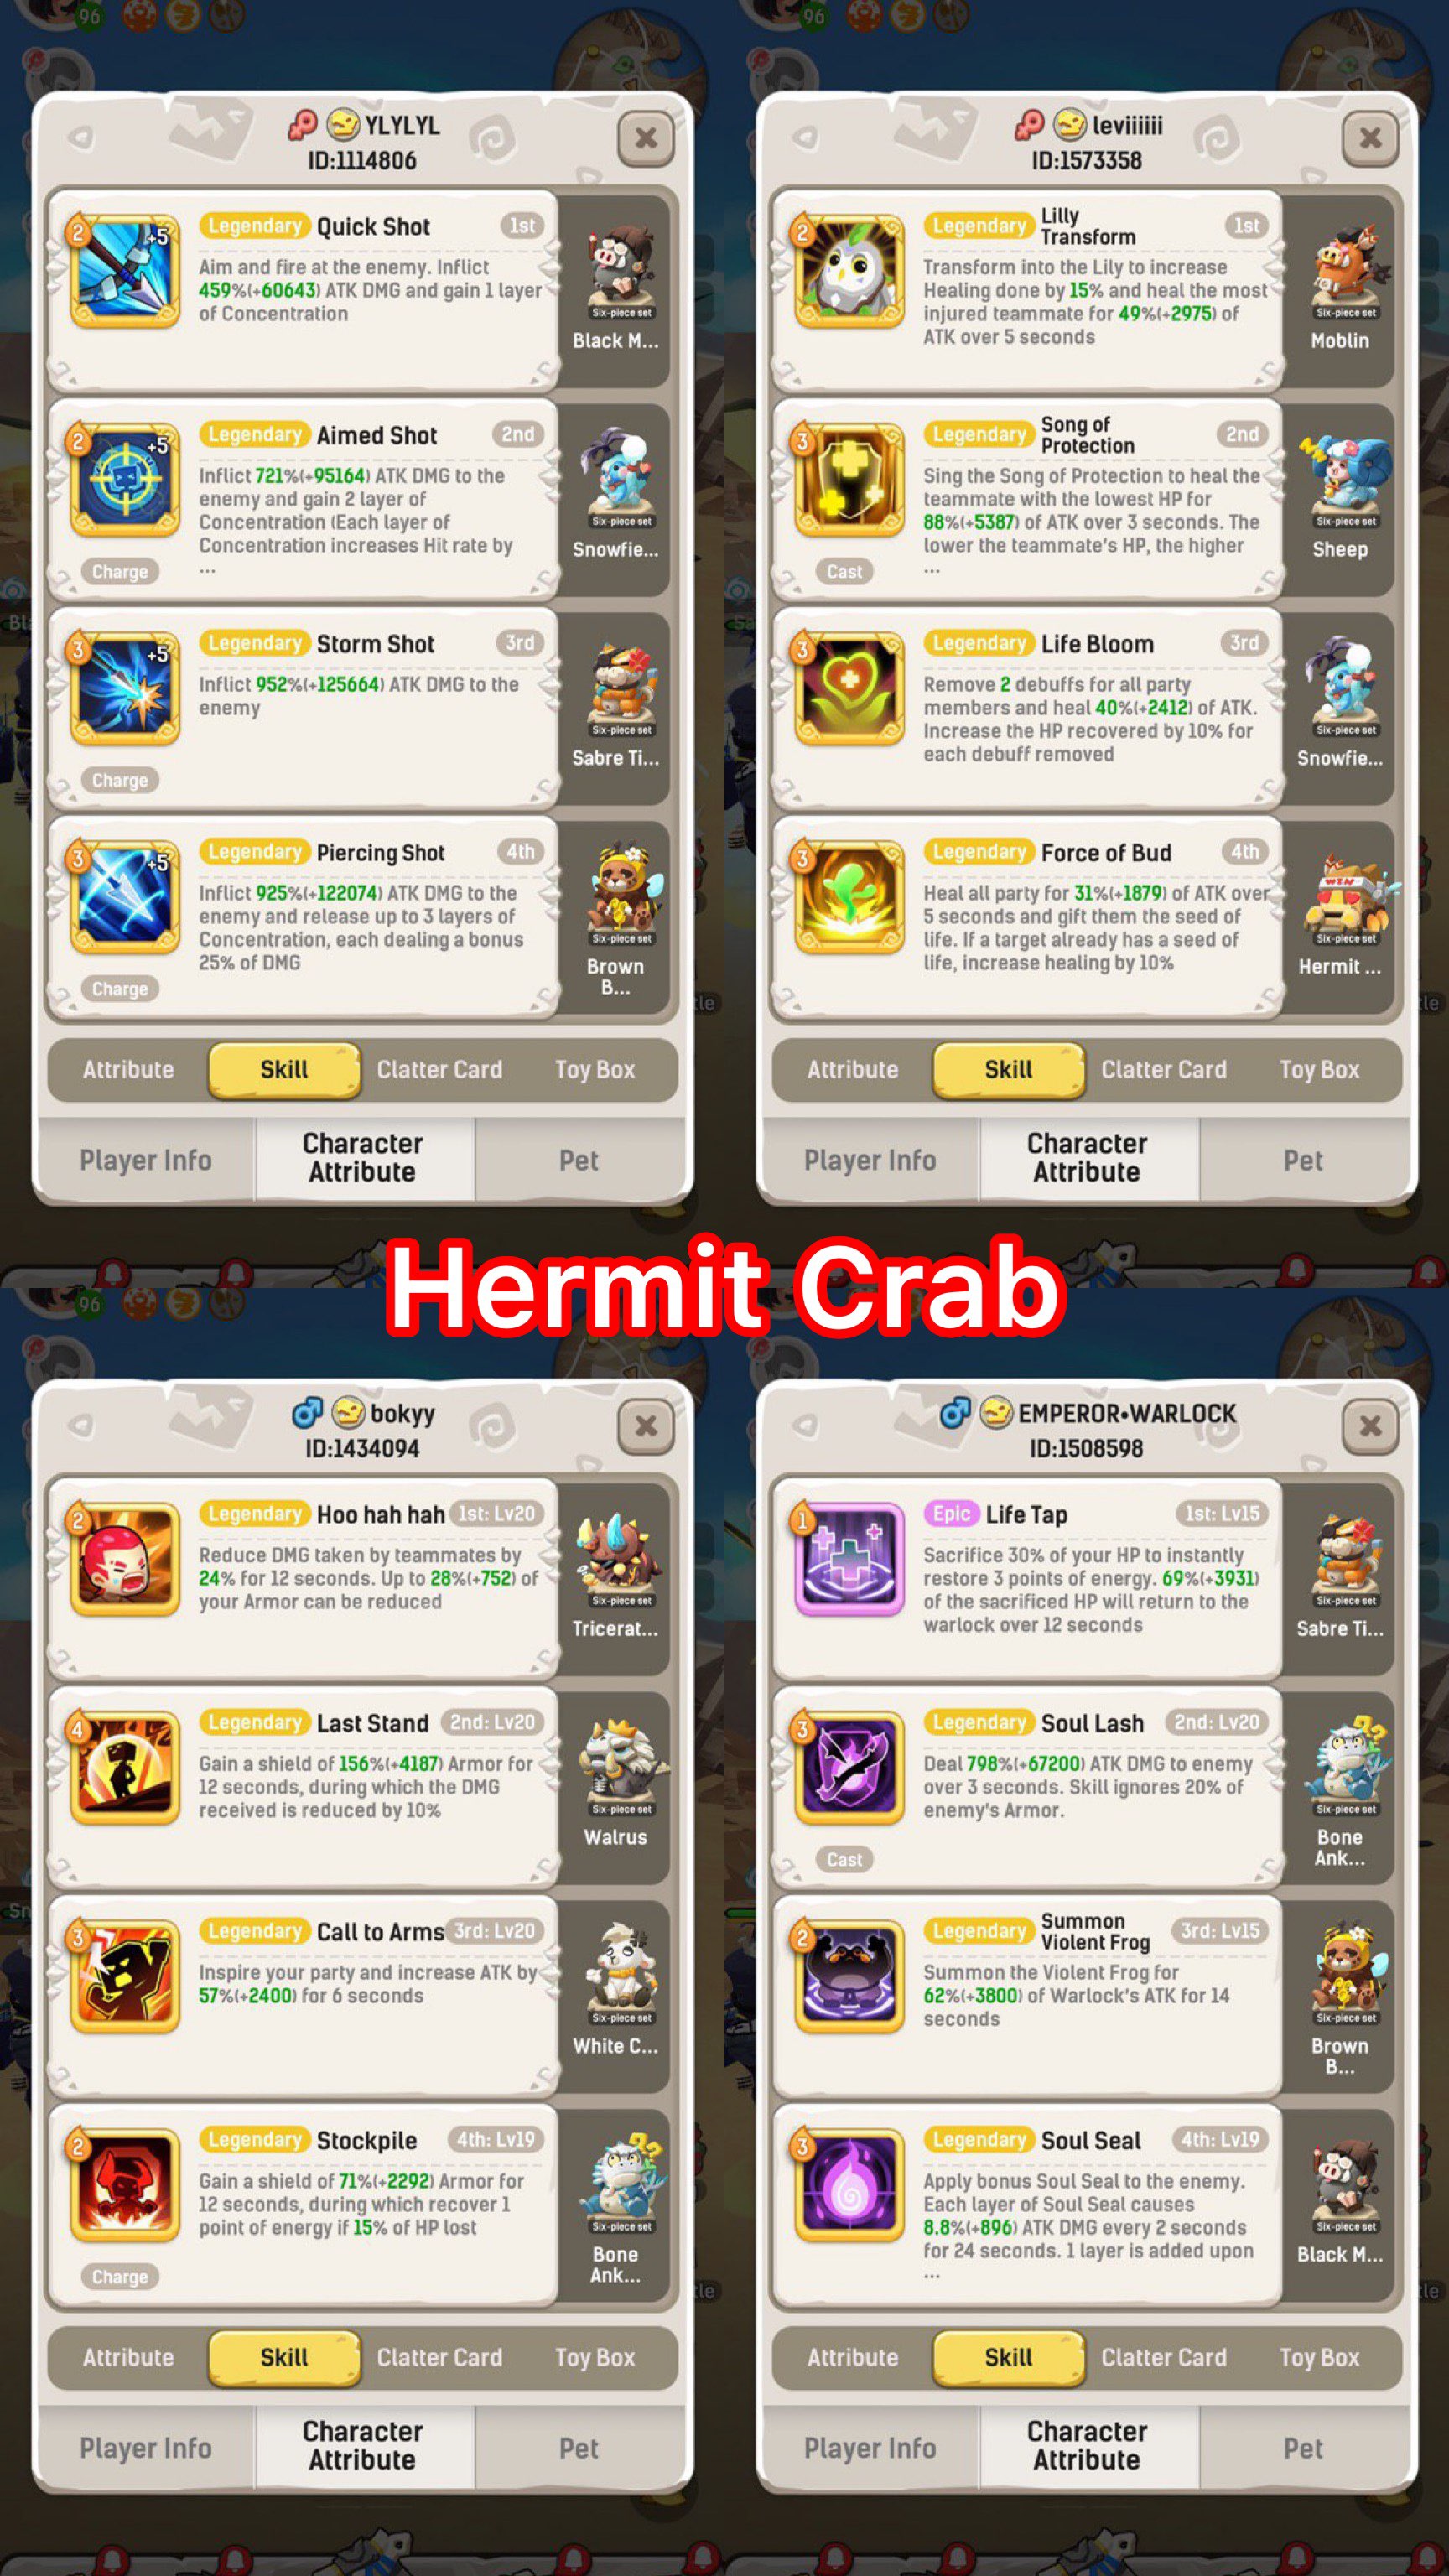 96
YLYLYL
ID:1114806
2
+5
Legendary Quick Shot 1st
Aim and fire at the enemy. Inflict
459%(+60643) ATK DMG and gain 1 layer
of Concentration
Six-piece set
Black M...
2
+5
Legendary Aimed Shot 2nd
Inflict 721%(+95164) ATK DMG to the
enemy and gain 2 layer of
Concentration (Each layer of
Concentration increases Hit rate by
...
Charge
Six-piece set
Snowfie...
3
+5
Legendary Storm Shot 3rd
Inflict 952%(+125664) ATK DMG to the
enemy
Charge
Six-piece set
Sabre Ti...
3
+5
Legendary Piercing Shot 4th
Inflict 925%(+122074) ATK DMG to the
enemy and release up to 3 layers of
Concentration, each dealing a bonus
25% of DMG
Charge
Six-piece set
Brown
B...
Attribute Skill Clatter Card Toy Box
Player Info
Character
Attribute
Pet
96
leviiiiii
ID:1573358
2
Legendary Lilly
Transform 1st
Transform into the Lily to increase
Healing done by 15% and heal the most
injured teammate for 49%(+2975) of
ATK over 5 seconds
Six-piece set
Moblin
3
Legendary Song of
Protection 2nd
Sing the Song of Protection to heal the
teammate with the lowest HP for
88%(+5387) of ATK over 3 seconds. The
lower the teammate's HP, the higher
...
Cast
Six-piece set
Sheep
3
Legendary Life Bloom 3rd
Remove 2 debuffs for all party
members and heal 40%(+2412) of ATK.
Increase the HP recovered by 10% for
each debuff removed
Six-piece set
Snowfie...
3
Legendary Force of Bud 4th
Heal all party for 31%(+1879) of ATK over
5 seconds and gift them the seed of
life. If a target already has a seed of
life, increase healing by 10%
WIN
Six-piece set
Hermit ...
Attribute Skill Clatter Card Toy Box
Player Info
Character
Attribute
Pet
Hermit Crab
96
bokyy
ID:1434094
2
Legendary Hoo hah hah 1st: Lv20
Reduce DMG taken by teammates by
24% for 12 seconds. Up to 28%(+752) of
your Armor can be reduced
Six-piece set
Tricerat...
4
Legendary Last Stand 2nd: Lv20
Gain a shield of 156%(+4187) Armor for
12 seconds, during which the DMG
received is reduced by 10%
Six-piece set
Walrus
3
Legendary Call to Arms 3rd: Lv20
Inspire your party and increase ATK by
57%(+2400) for 6 seconds
Six-piece set
White C...
2
Legendary Stockpile 4th: Lv19
Gain a shield of 71%(+2292) Armor for
12 seconds, during which recover 1
point of energy if 15% of HP lost
Charge
Six-piece set
Bone
Ank...
Attribute Skill Clatter Card Toy Box
Player Info
Character
Attribute
Pet
EMPEROR•WARLOCK
ID:1508598
1
Epic Life Tap 1st: Lv15
Sacrifice 30% of your HP to instantly
restore 3 points of energy. 69%(+3931)
of the sacrificed HP will return to the
warlock over 12 seconds
Six-piece set
Sabre Ti...
3
Legendary Soul Lash 2nd: Lv20
Deal 798%(+67200) ATK DMG to enemy
over 3 seconds. Skill ignores 20% of
enemy's Armor.
Cast
Six-piece set
Bone
Ank...
2
Legendary Summon
Violent Frog 3rd: Lv15
Summon the Violent Frog for
62%(+3800) of Warlock's ATK for 14
seconds
Six-piece set
Brown
B...
3
Legendary Soul Seal 4th: Lv19
Apply bonus Soul Seal to the enemy.
Each layer of Soul Seal causes
8.8%(+896) ATK DMG every 2 seconds
for 24 seconds. 1 layer is added upon
...
Six-piece set
Black M...
Attribute Skill Clatter Card Toy Box
Player Info
Character
Attribute
Pet